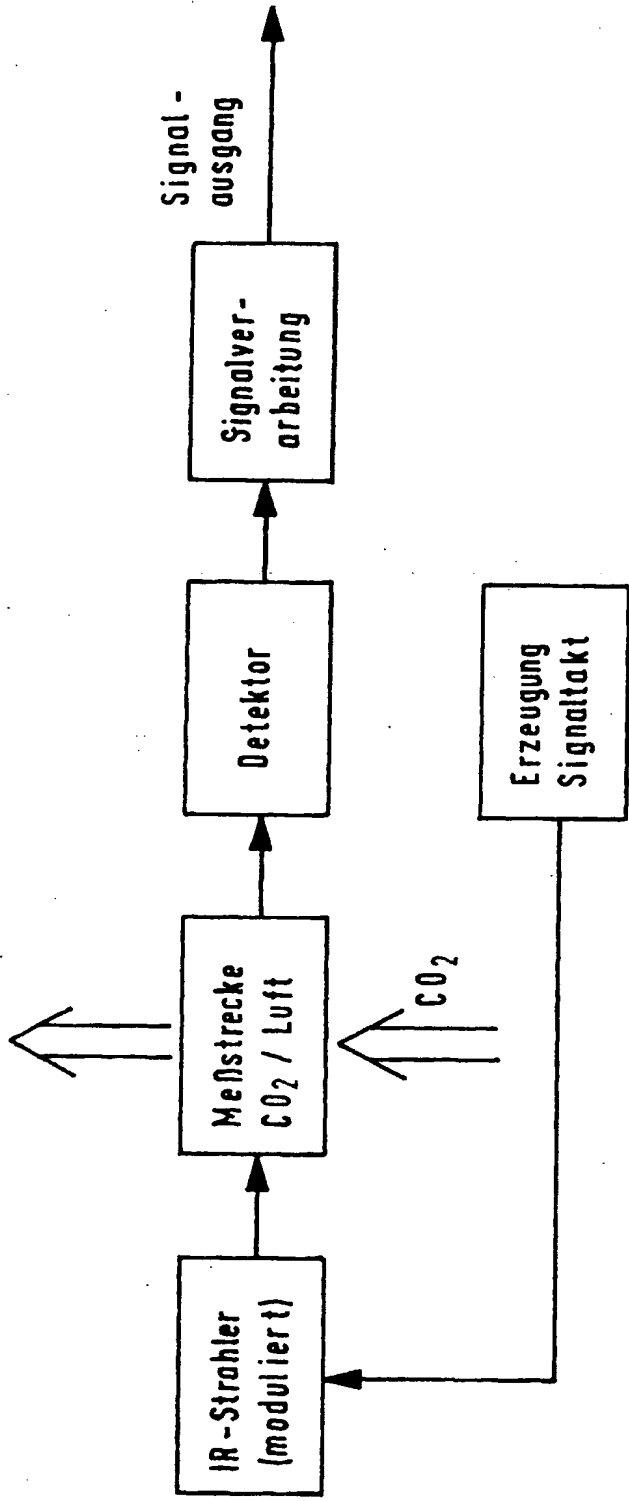 IR-Strahler
(moduliert)
Meßstrecke
CO₂ / Luft
CO₂
Detektor
Signalver-
arbeitung
Signal-
ausgang
Erzeugung
Signaltakt